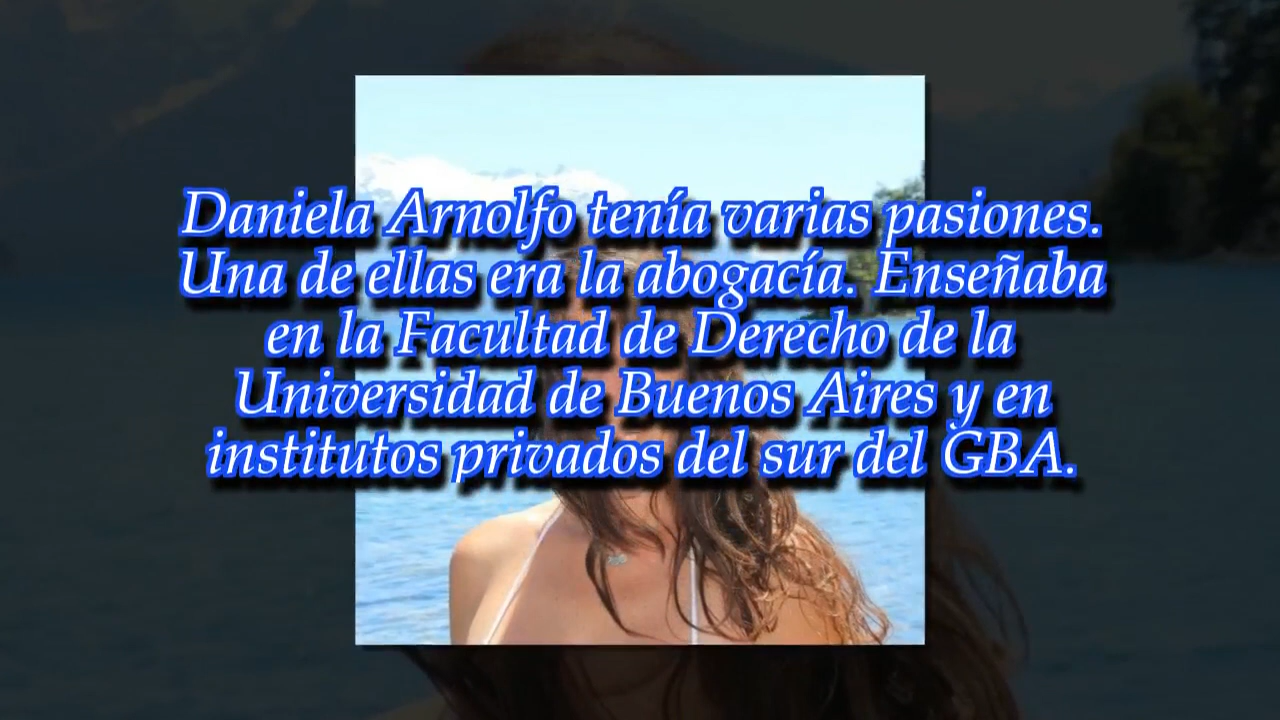 Daniela Arnolfo tenía varias pasiones.
Una de ellas era la abogacía. Enseñaba
en la Facultad de Derecho de la
Universidad de Buenos Aires y en
institutos privados del sur del GBA.